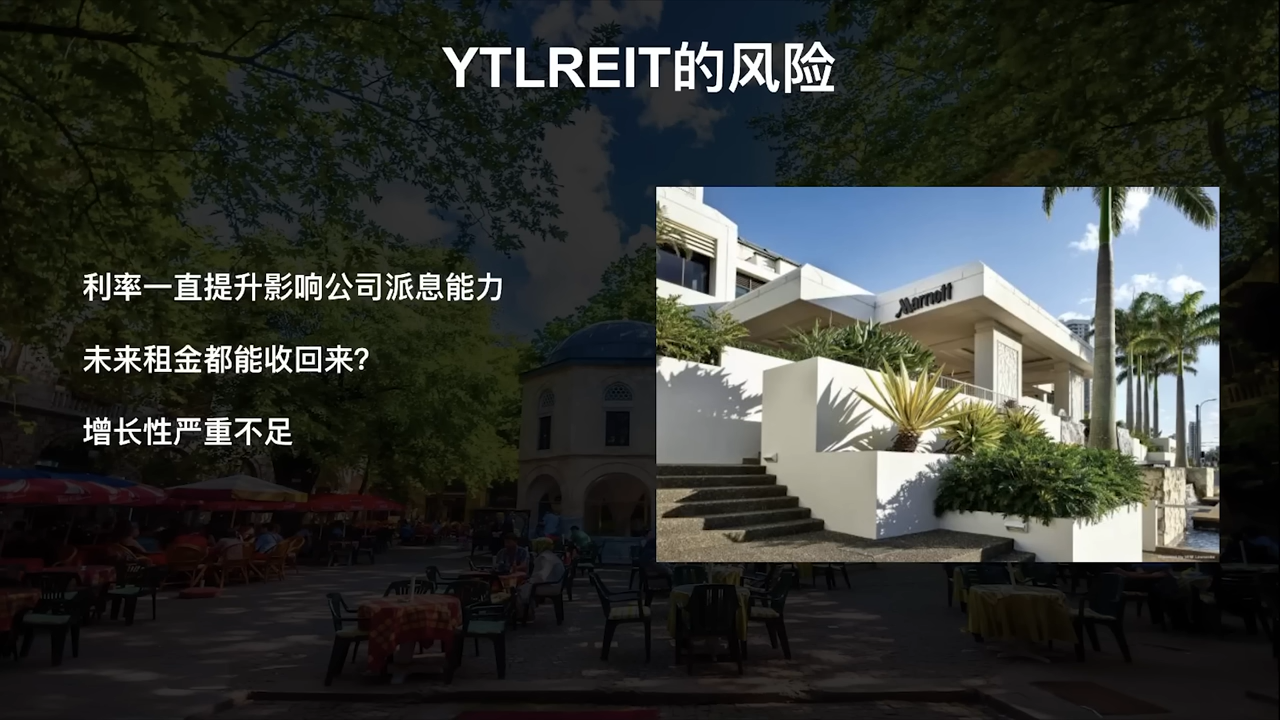 YTLREIT的风险
利率一直提升影响公司派息能力
未来租金都能收回来?
增长性严重不足
Marriott